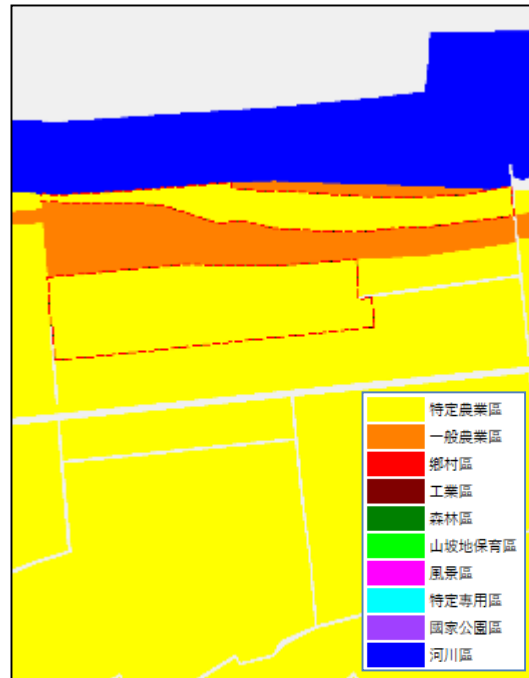 特定農業區
一般農業區
鄉村區
工業區
森林區
山坡地保育區
風景區
特定專用區
國家公園區
河川區